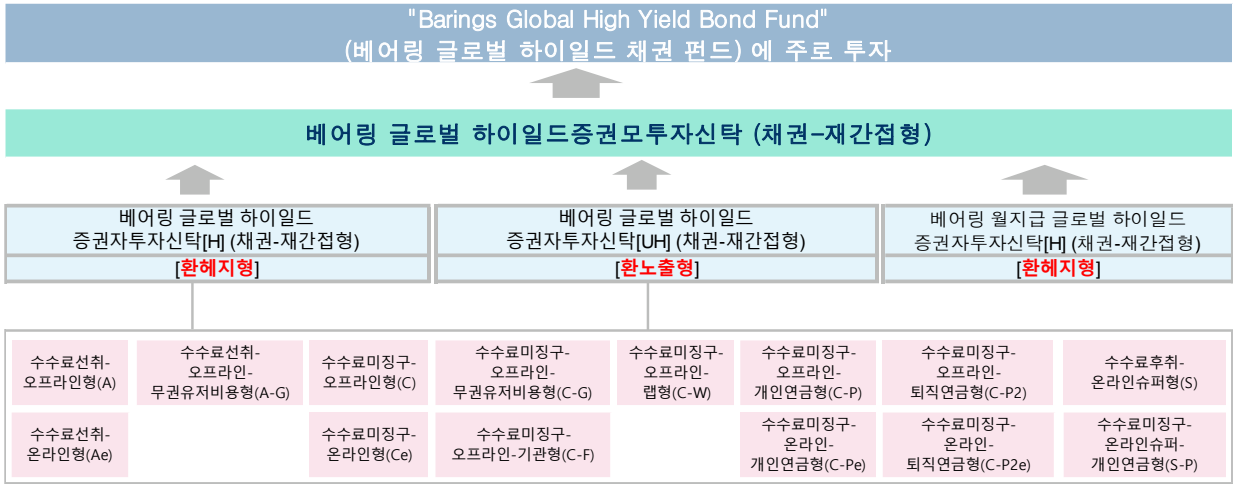 "Barings Global High Yield Bond Fund"
(베어링 글로벌 하이일드 채권 펀드) 에 주로 투자
베어링 글로벌 하이일드증권모투자신탁 (채권-재간접형)
베어링 글로벌 하이일드
증권자투자신탁[H] (채권-재간접형)
[환헤지형]
베어링 글로벌 하이일드
증권자투자신탁[UH] (채권-재간접형)
[환노출형]
베어링 월지급 글로벌 하이일드
증권자투자신탁[H] (채권-재간접형)
[환헤지형]
수수료선취-
오프라인형(A)
수수료선취-
오프라인-
무권유저비용형(A-G)
수수료미징구-
오프라인형(C)
수수료미징구-
오프라인-
무권유저비용형(C-G)
수수료미징구-
오프라인-
랩형(C-W)
수수료미징구-
오프라인-
개인연금형(C-P)
수수료미징구-
오프라인-
퇴직연금형(C-P2)
수수료후취-
온라인슈퍼형(S)
수수료선취-
온라인형(Ae)
수수료미징구-
온라인형(Ce)
수수료미징구-
오프라인-기관형(C-F)
수수료미징구-
온라인-
개인연금형(C-Pe)
수수료미징구-
온라인-
퇴직연금형(C-P2e)
수수료미징구-
온라인슈퍼-
개인연금형(S-P)